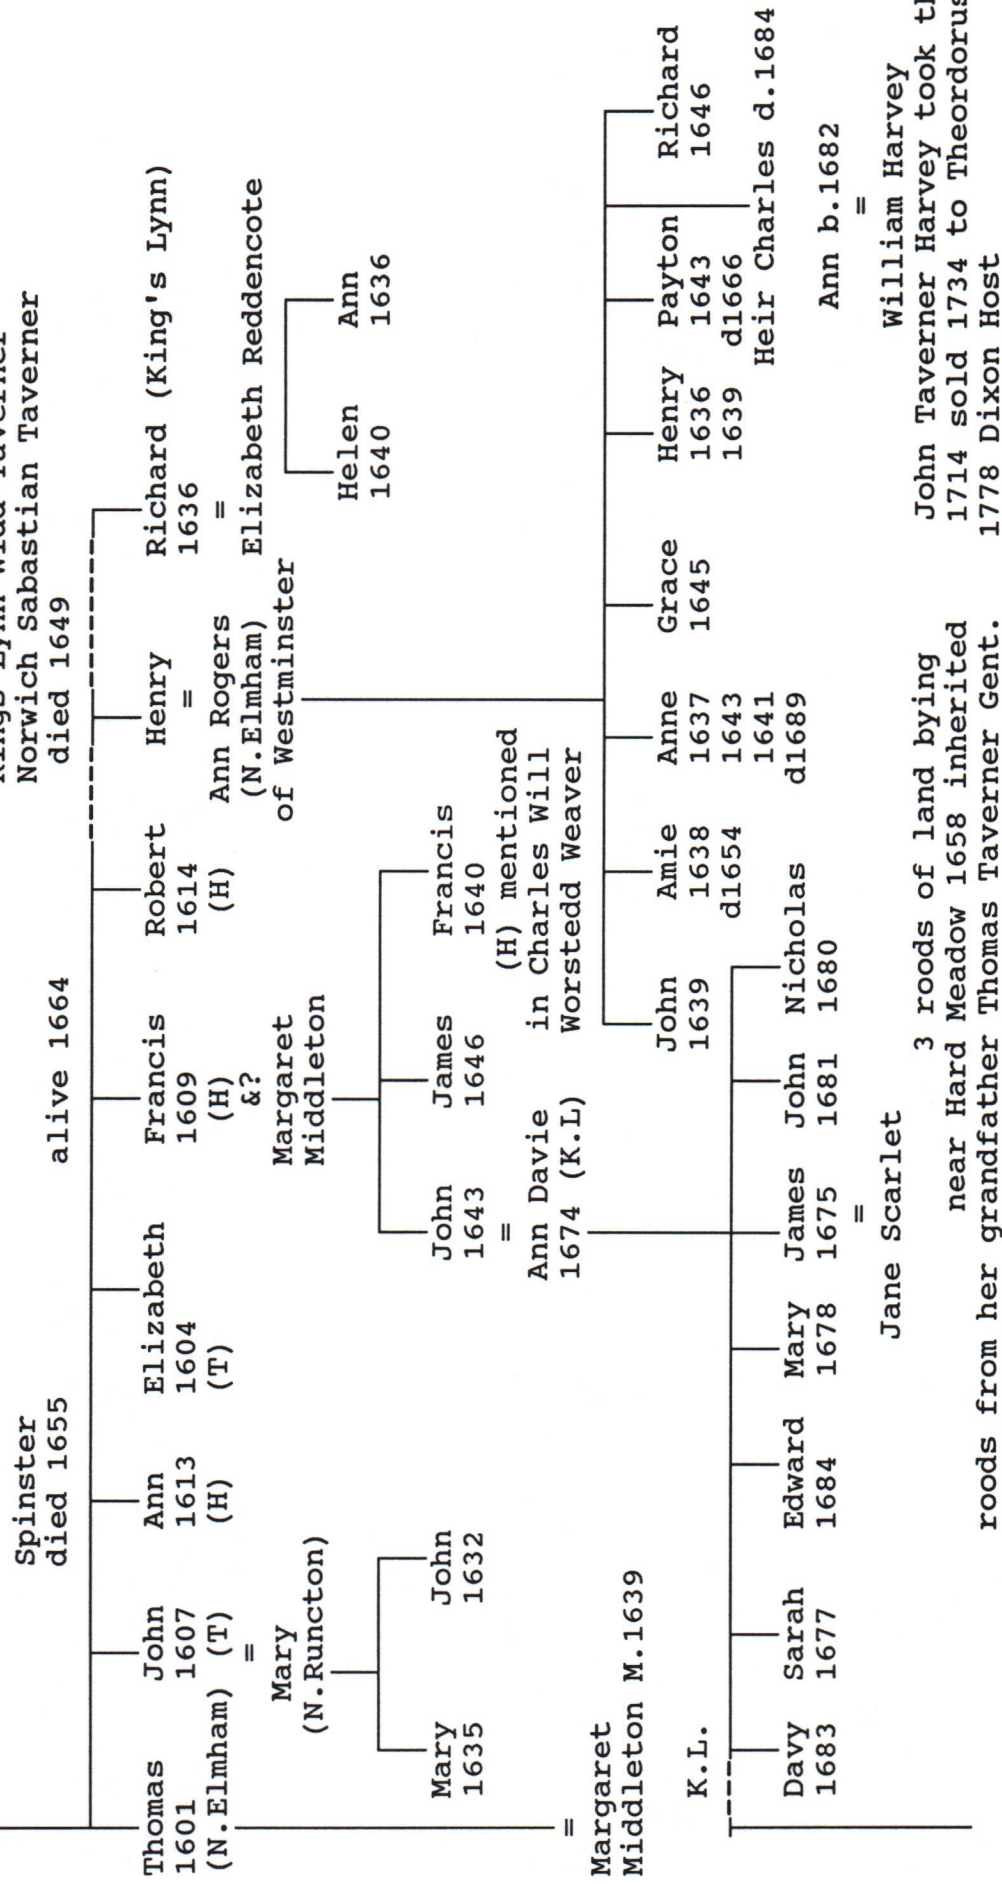 Norwich Sabastian Taverner
Spinster
died 1655
alive 1664
died 1649
Thomas
1601
(N.Elmham)
John
1607
(T)
=
Mary
(N.Runcton)
Ann
1613
(H)
Elizabeth
1604
(T)
Francis
1609
(H)
&?
Margaret
Middleton
Robert
1614
(H)
Henry
=
Ann Rogers
(N.Elmham)
of Westminster
Richard (King's Lynn)
1636
=
Elizabeth Reddencote
Helen
1640
Ann
1636
Mary
1635
John
1632
John
1643
=
Ann Davie
1674 (K.L)
James
1646
Francis
1640
(H) mentioned
in Charles Will
Worstedd Weaver
=
Margaret
Middleton M.1639
John
1639
Amie
1638
d1654
Anne
1637
1643
1641
d1689
Grace
1645
Henry
1636
1639
Payton
1643
d1666
Richard
1646
Heir Charles d.1684
K.L.
Davy
1683
Sarah
1677
Edward
1684
Mary
1678
James
1675
=
Jane Scarlet
John
1681
Nicholas
1680
Ann b.1682
=
William Harvey
John Taverner Harvey took
1714 sold 1734 to Theordorus
1778 Dixon Host
3 roods of land bying
near Hard Meadow 1658 inherited
roods from her grandfather Thomas Taverner Gent.